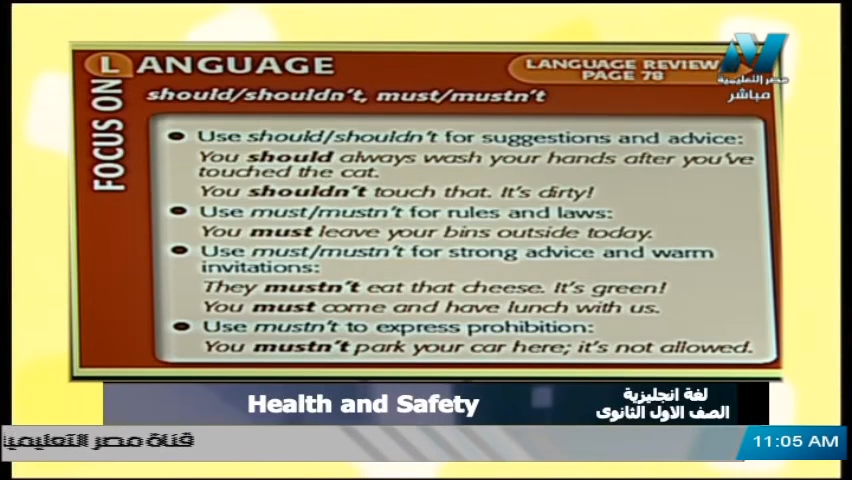 FOCUS ON LANGUAGE
LANGUAGE REVIEW
PAGE 78
مصر التعليمية
مباشر
should/shouldn't, must/mustn't
Use should/shouldn't for suggestions and advice:
You should always wash your hands after you've
touched the cat.
You shouldn't touch that. It's dirty!
Use must/mustn't for rules and laws:
You must leave your bins outside today.
Use must/mustn't for strong advice and warm
invitations:
They mustn't eat that cheese. It's green!
You must come and have lunch with us.
Use mustn't to express prohibition:
You mustn't park your car here; it's not allowed.
Health and Safety
لغة انجليزية
الصف الاول الثانوى
قناة مصر التعليمي
11:05 AM